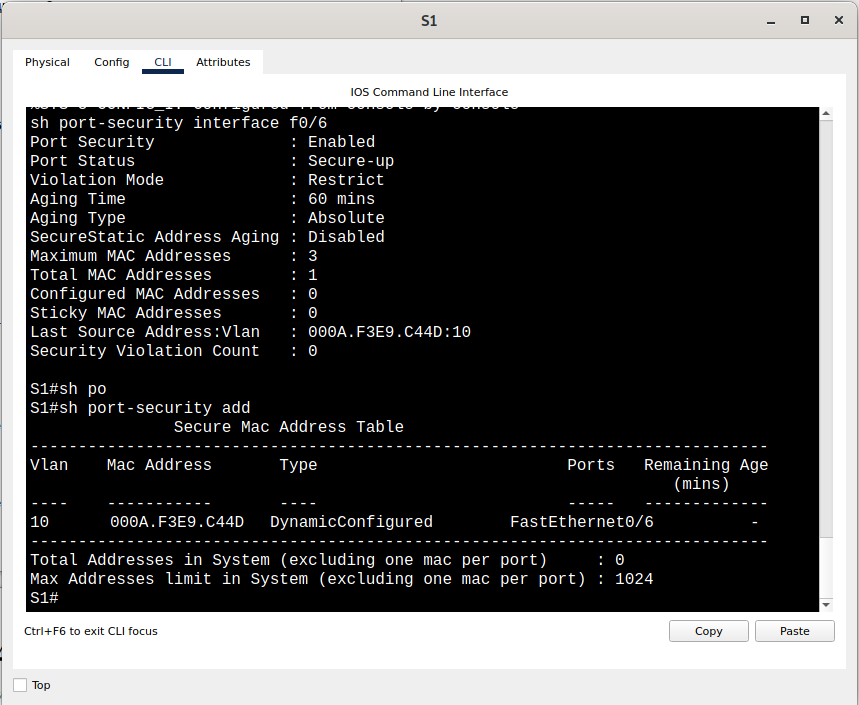 S1
Physical Config CLI Attributes
IOS Command Line Interface
sh port-security interface f0/6
Port Security : Enabled
Port Status : Secure-up
Violation Mode : Restrict
Aging Time : 60 mins
Aging Type : Absolute
SecureStatic Address Aging : Disabled
Maximum MAC Addresses : 3
Total MAC Addresses : 1
Configured MAC Addresses : 0
Sticky MAC Addresses : 0
Last Source Address:Vlan : 000A.F3E9.C44D:10
Security Violation Count : 0
S1#sh po
S1#sh port-security add
Secure Mac Address Table
-----------------------------------------------------------------------------
Vlan Mac Address Type Ports Remaining Age
(mins)
---- ----------- ---- ----- -------------
10 000A.F3E9.C44D DynamicConfigured FastEthernet0/6 -
-----------------------------------------------------------------------------
Total Addresses in System (excluding one mac per port) : 0
Max Addresses limit in System (excluding one mac per port) : 1024
S1#
Ctrl+F6 to exit CLI focus
Copy Paste
Top